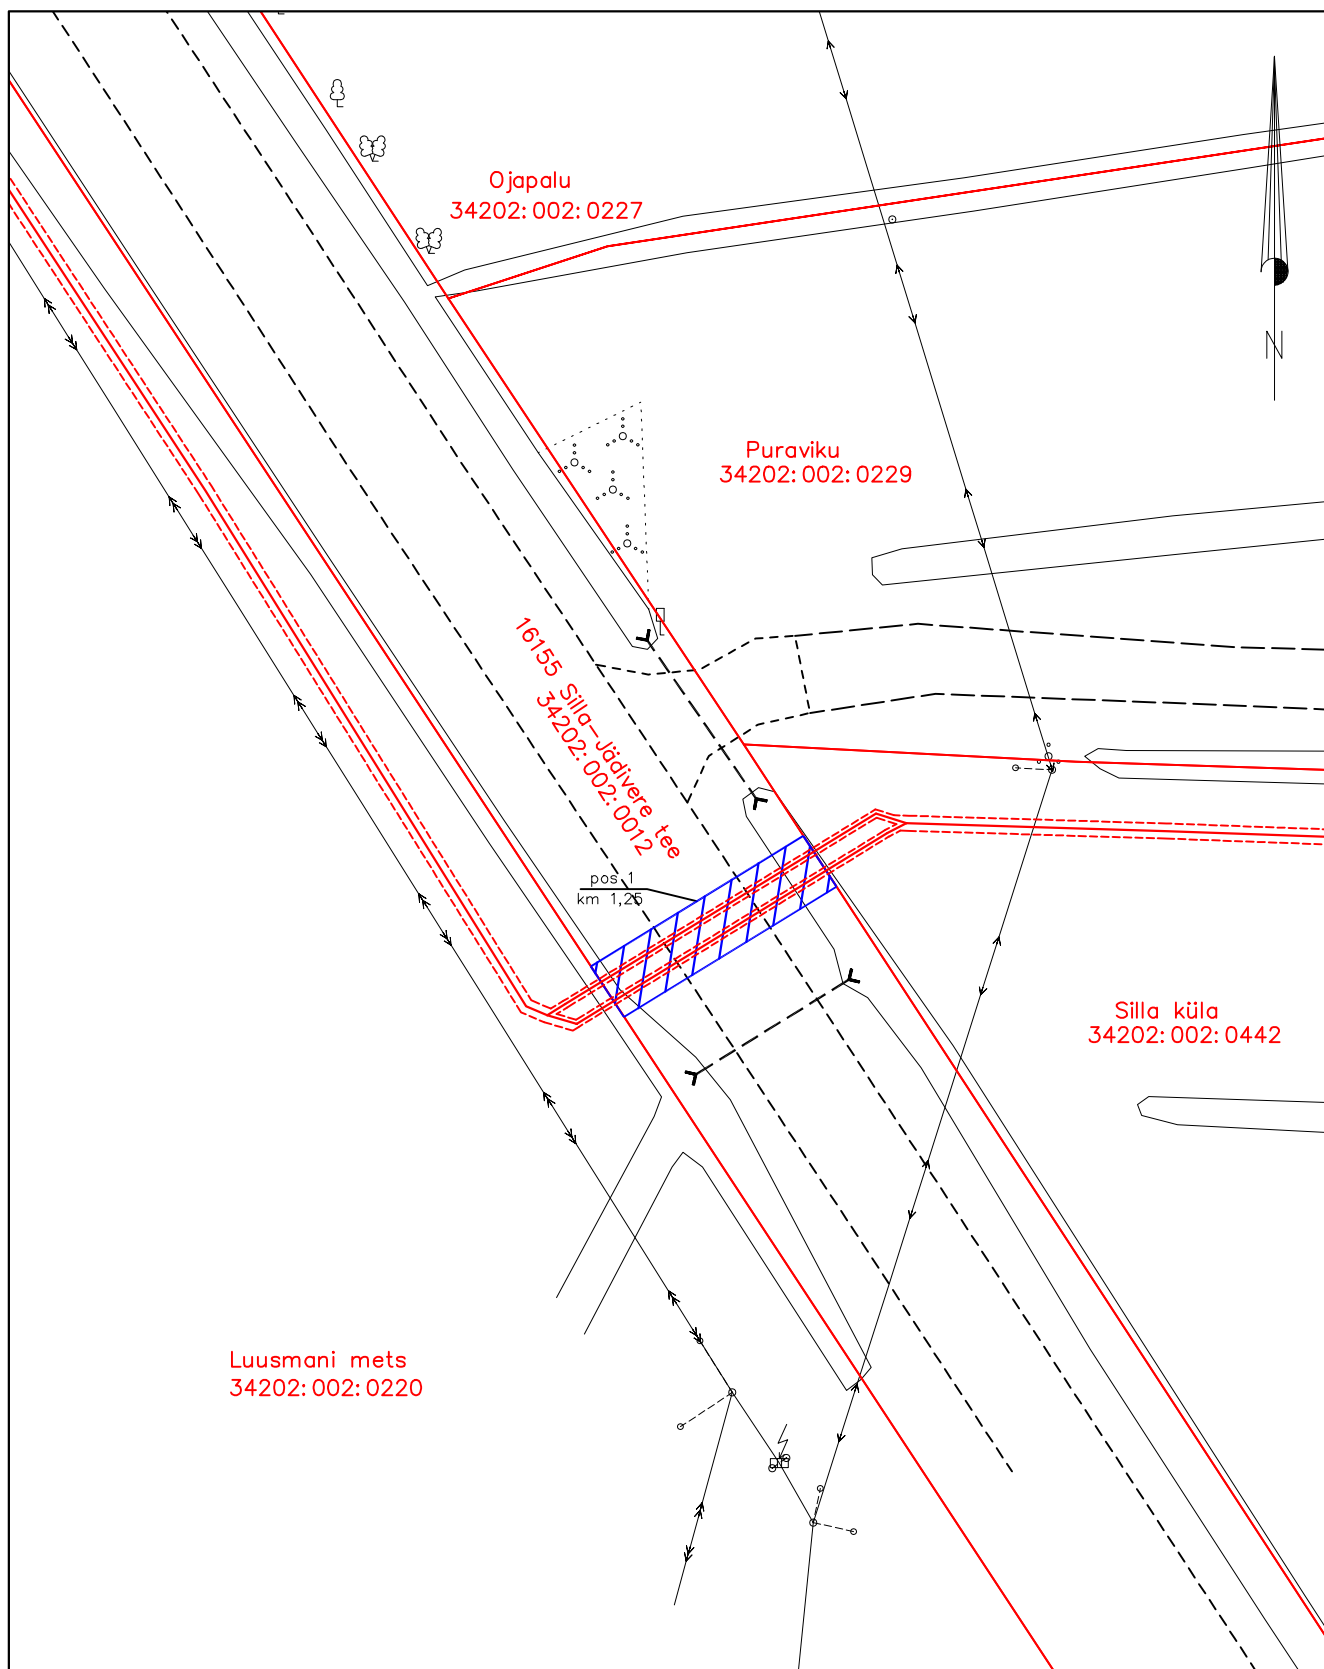 Ojapalu
34202:002:0227
N
Puraviku
34202:002:0229
16155 Silla-Jädivere tee
34202:002:0012
pos 1
km 1,25
Silla küla
34202:002:0442
Luusmani mets
34202:002:0220